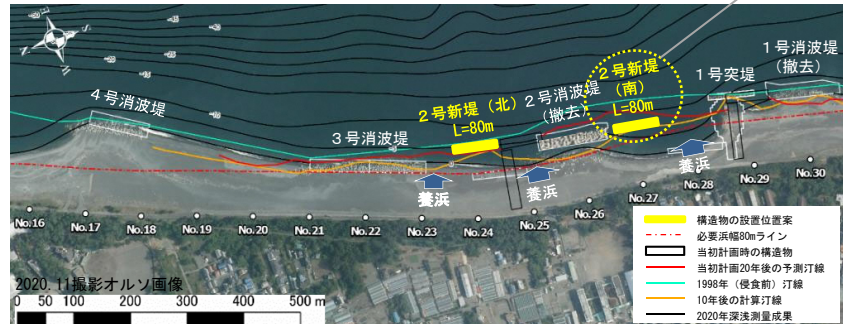 ４号消波堤
３号消波堤
２号新堤（北）
L=80m
２号消波堤
（撤去）
２号新堤
（南）
L=80m
１号突堤
１号消波堤
（撤去）
養浜
養浜
養浜
No.16
No.17
No.18
No.19
No.20
No.21
No.22
No.23
No.24
No.25
No.26
No.27
No.28
No.29
No.30
2020.11撮影オルソ画像
0 50 100 200 300 400 500 m
構造物の設置位置案
必要浜幅80mライン
当初計画時の構造物
当初計画20年後の予測汀線
1998年（侵食前）汀線
10年後の計算汀線
2020年深浅測量成果